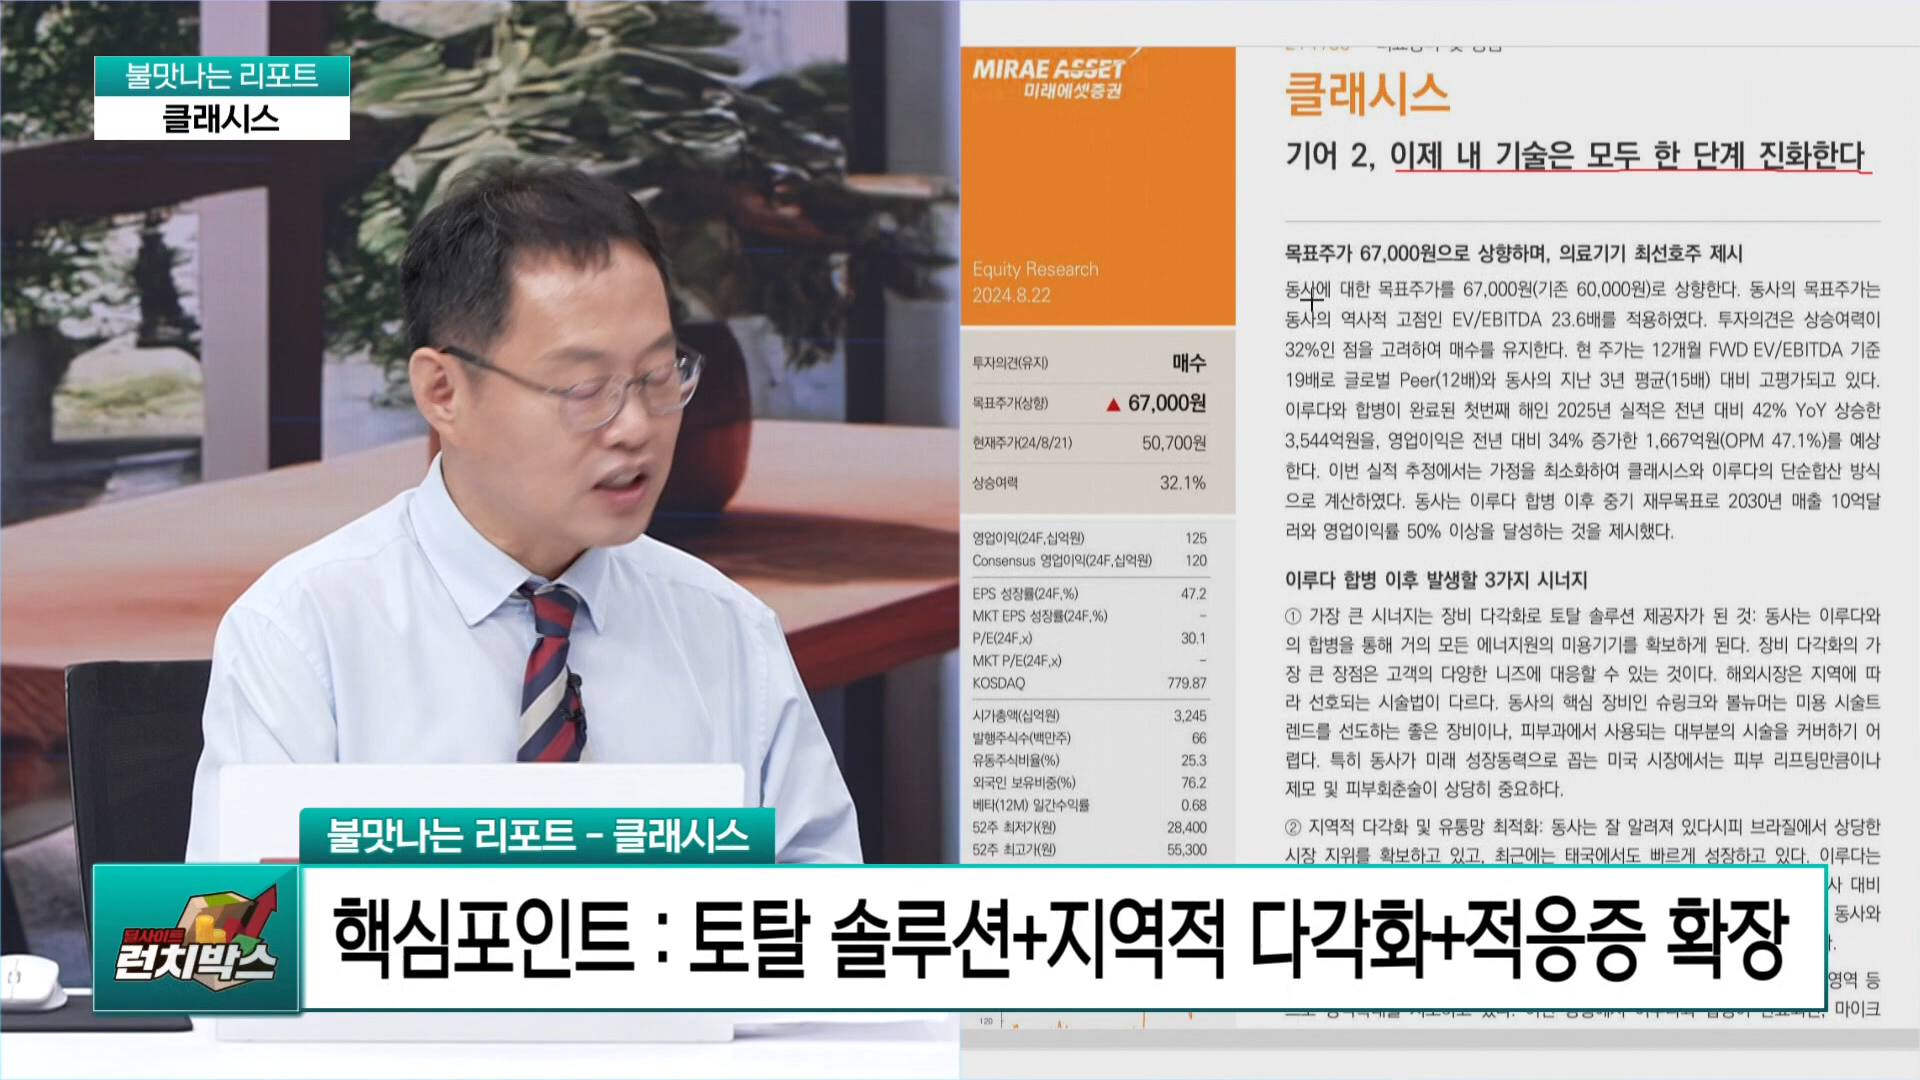 불맛나는 리포트
클래시스
MIRAE ASSET
미래에셋증권
Equity Research
2024.8.22
투자의견(유지) 매수
목표주가(상향) ▲ 67,000원
현재주가(24/8/21) 50,700원
상승여력 32.1%
영업이익(24F,십억원) 125
Consensus 영업이익(24F,십억원) 120
EPS 성장률(24F,%) 47.2
MKT EPS 성장률(24F,%) –
P/E(24F,x) 30.1
MKT P/E(24F,x) –
KOSDAQ 779.87
시가총액(십억원) 3,245
발행주식수(백만주) 66
유동주식비율(%) 25.3
외국인 보유비중(%) 76.2
베타(12M) 일간수익률 0.68
52주 최저가(원) 28,400
52주 최고가(원) 55,300
120
클래시스
기어 2, 이제 내 기술은 모두 한 단계 진화한다
목표주가 67,000원으로 상향하며, 의료기기 최선호주 제시
동사에 대한 목표주가를 67,000원(기존 60,000원)로 상향한다. 동사의 목표주가는
동사의 역사적 고점인 EV/EBITDA 23.6배를 적용하였다. 투자의견은 상승여력이
32%인 점을 고려하여 매수를 유지한다. 현 주가는 12개월 FWD EV/EBITDA 기준
19배로 글로벌 Peer(12배)와 동사의 지난 3년 평균(15배) 대비 고평가되고 있다.
이루다와 합병이 완료된 첫번째 해인 2025년 실적은 전년 대비 42% YoY 상승한
3,544억원을, 영업이익은 전년 대비 34% 증가한 1,667억원(OPM 47.1%)를 예상
한다. 이번 실적 추정에서는 가정을 최소화하여 클래시스와 이루다의 단순합산 방식
으로 계산하였다. 동사는 이루다 합병 이후 중기 재무목표로 2030년 매출 10억달
러와 영업이익률 50% 이상을 달성하는 것을 제시했다.
이루다 합병 이후 발생할 3가지 시너지
① 가장 큰 시너지는 장비 다각화로 토탈 솔루션 제공자가 된 것: 동사는 이루다와
의 합병을 통해 거의 모든 에너지원의 미용기기를 확보하게 된다. 장비 다각화의 가
장 큰 장점은 고객의 다양한 니즈에 대응할 수 있는 것이다. 해외시장은 지역에 따
라 선호되는 시술법이 다르다. 동사의 핵심 장비인 슈링크와 볼뉴머는 미용 시술트
렌드를 선도하는 좋은 장비이나, 피부과에서 사용되는 대부분의 시술을 커버하기 어
렵다. 특히 동사가 미래 성장동력으로 꼽는 미국 시장에서는 피부 리프팅만큼이나
제모 및 피부회춘술이 상당히 중요하다.
② 지역적 다각화 및 유통망 최적화: 동사는 잘 알려져 있다시피 브라질에서 상당한
시장 지위를 확보하고 있고, 최근에는 태국에서도 빠르게 성장하고 있다. 이루다는
대비
동사와
영역 등
마이크
불맛나는 리포트 - 클래시스
딜사이트
런치박스
핵심포인트 : 토탈 솔루션+지역적 다각화+적응증 확장